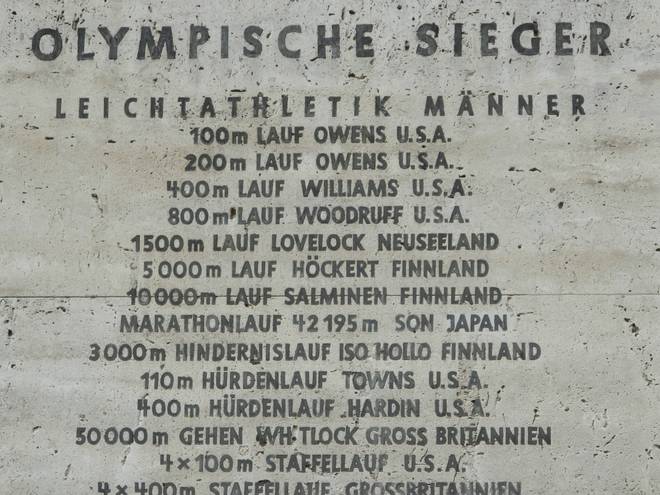 OLYMPISCHE SIEGER
LEICHTATHLETIK MÄNNER
100m LAUF OWENS U.S.A.
200m LAUF OWENS U.S.A.
400m LAUF WILLIAMS U.S.A.
800m LAUF WOODRUFF U.S.A.
1500m LAUF LOVELOCK NEUSEELAND
5000m LAUF HÖCKERT FINNLAND
10000m LAUF SALMINEN FINNLAND
MARATHONLAUF 42195m SON JAPAN
3000m HINDERNISLAUF ISO HOLLO FINNLAND
110m HÜRDENLAUF TOWNS U.S.A.
400m HÜRDENLAUF HARDIN U.S.A.
50000m GEHEN WHITLOCK GROSS BRITANNIEN
4×100m STAFFELLAUF U.S.A.
4×400m STAFFELLAUF GROSSBRITANNIEN